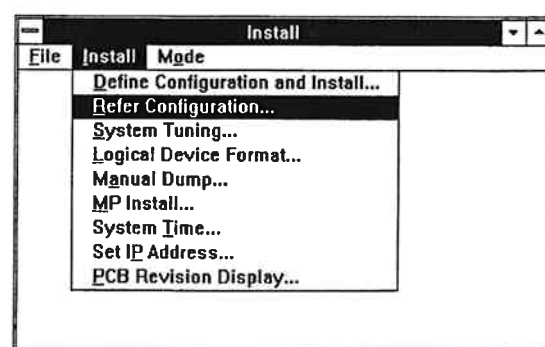 Install
File Install Mode
Define Configuration and Install...
Refer Configuration...
System Tuning...
Logical Device Format...
Manual Dump...
MP Install...
System Time...
Set IP Address...
PCB Revision Display...